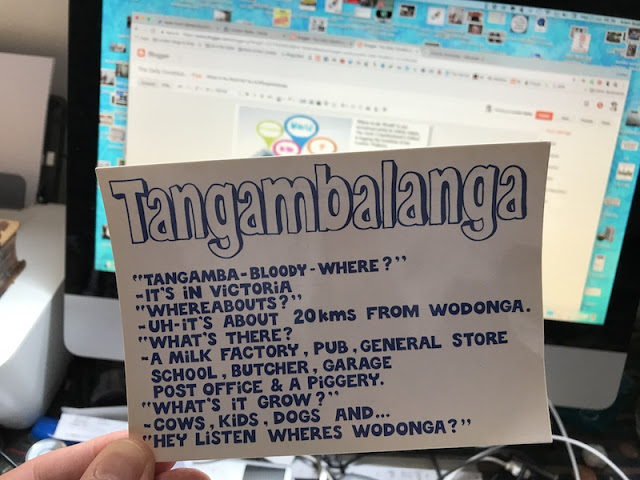 Blogger
World
Tangambalanga
"TANGAMBA-BLOODY-WHERE?"
-IT'S IN VICTORIA
"WHEREABOUTS?"
-UH-IT'S ABOUT 20kms FROM WODONGA.
"WHAT'S THERE?
-A MILK FACTORY, PUB, GENERAL STORE
SCHOOL, BUTCHER, GARAGE
POST OFFICE & A PIGGERY.
"WHAT'S IT GROW?"
-COWS, KIDS, DOGS AND...
"HEY LISTEN WHERES WODONGA?"